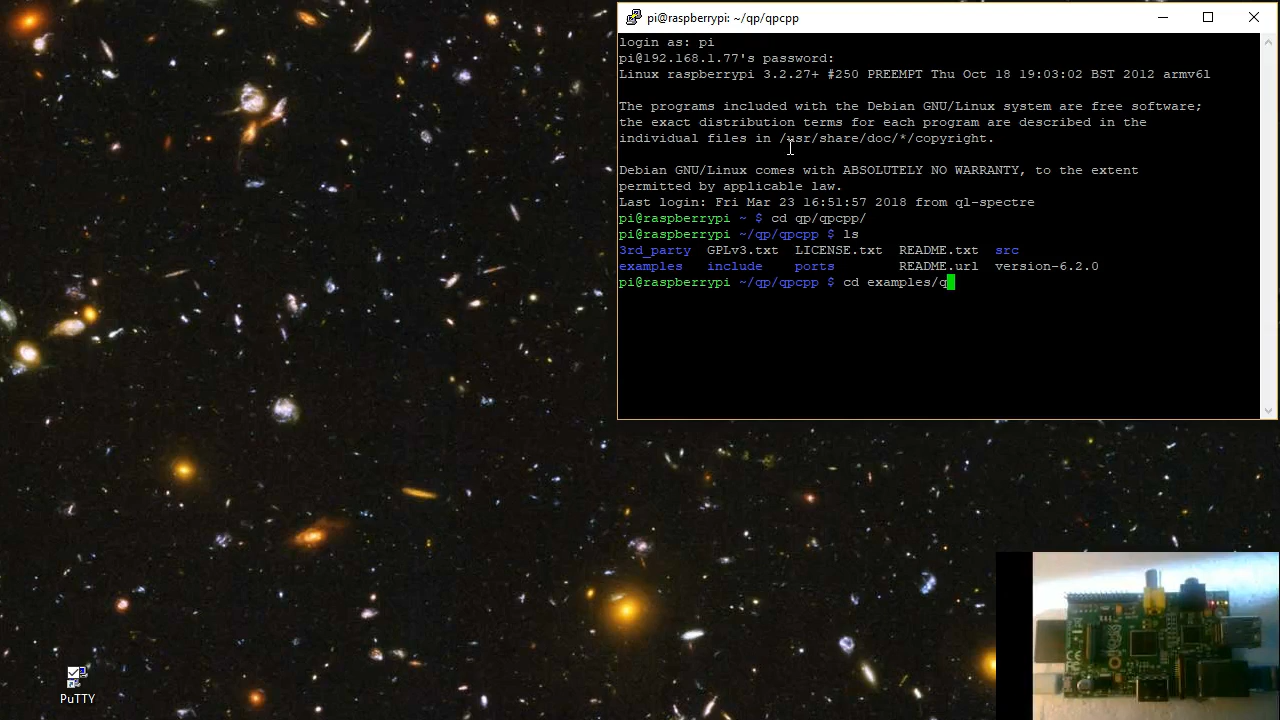 pi@raspberrypi: ~/qp/qpcpp
login as: pi
pi@192.168.1.77's password:
Linux raspberrypi 3.2.27+ #250 PREEMPT Thu Oct 18 19:03:02 BST 2012 armv6l
The programs included with the Debian GNU/Linux system are free software;
the exact distribution terms for each program are described in the
individual files in /usr/share/doc/*/copyright.
Debian GNU/Linux comes with ABSOLUTELY NO WARRANTY, to the extent
permitted by applicable law.
Last login: Fri Mar 23 16:51:57 2018 from ql-spectre
pi@raspberrypi ~ $ cd qp/qpcpp/
pi@raspberrypi ~/qp/qpcpp $ ls
3rd_party GPLv3.txt LICENSE.txt README.txt src
examples include ports README.url version-6.2.0
pi@raspberrypi ~/qp/qpcpp $ cd examples/q
PuTTY